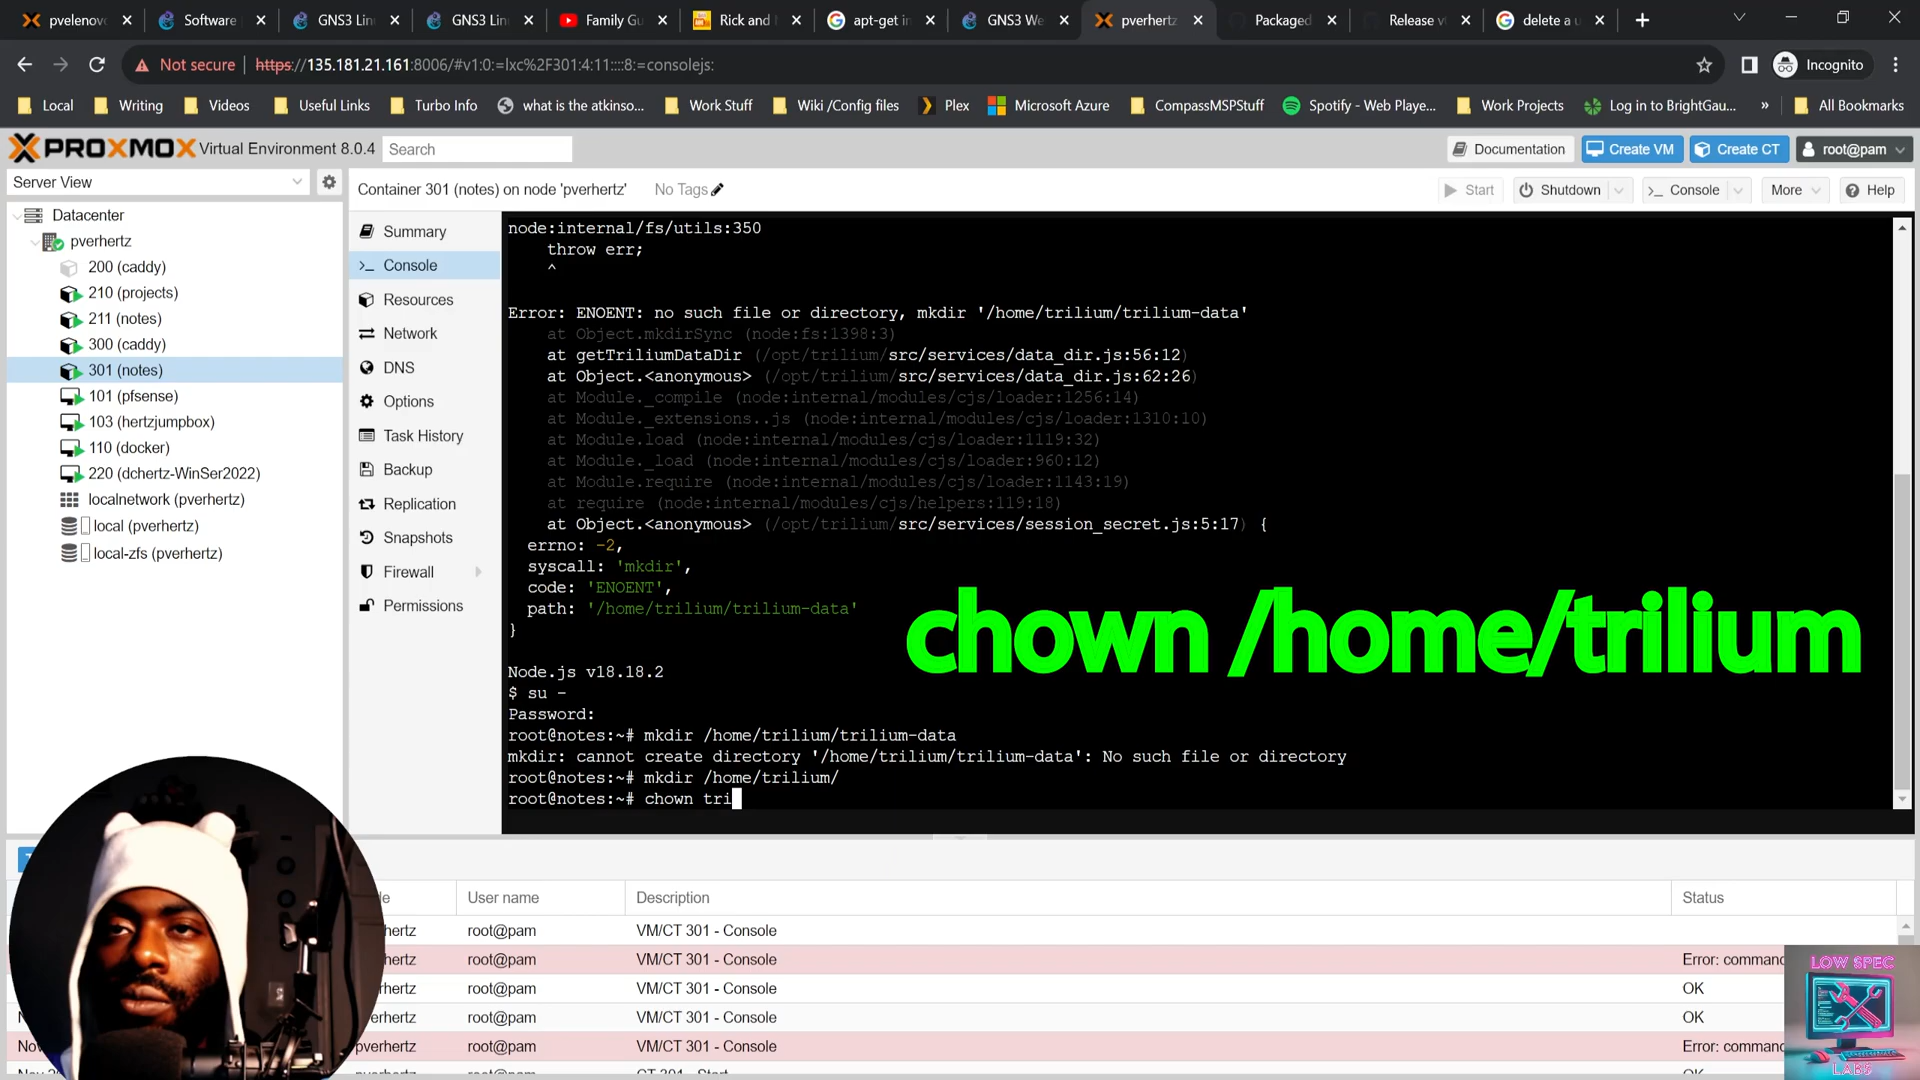 pvelenov
Software
GNS3 Lin
GNS3 Lin
Family Gu
Rick and
apt-get in
GNS3 We
pverhertz
Packaged
Release v
delete a u
Not secure
https://135.181.21.161:8006/#v1:0:=lxc%2F301:4:11::::8:=consolejs:
Incognito
Local
Writing
Videos
Useful Links
Turbo Info
what is the atkinso...
Work Stuff
Wiki /Config files
Plex
Microsoft Azure
CompassMSPStuff
Spotify - Web Playe...
Work Projects
Log in to BrightGau...
»
All Bookmarks
PROXMOX Virtual Environment 8.0.4
Search
Documentation
Create VM
Create CT
root@pam
Server View
Container 301 (notes) on node 'pverhertz'
No Tags
Start
Shutdown
Console
More
Help
Datacenter
pverhertz
200 (caddy)
210 (projects)
211 (notes)
300 (caddy)
301 (notes)
101 (pfsense)
103 (hertzjumpbox)
110 (docker)
220 (dchertz-WinSer2022)
localnetwork (pverhertz)
local (pverhertz)
local-zfs (pverhertz)
Summary
Console
Resources
Network
DNS
Options
Task History
Backup
Replication
Snapshots
Firewall
Permissions
node:internal/fs/utils:350
throw err;
^
Error: ENOENT: no such file or directory, mkdir '/home/trilium/trilium-data'
at Object.mkdirSync (node:fs:1398:3)
at getTriliumDataDir (/opt/trilium/src/services/data_dir.js:56:12)
at Object.<anonymous> (/opt/trilium/src/services/data_dir.js:62:26)
at Module._compile (node:internal/modules/cjs/loader:1256:14)
at Module._extensions..js (node:internal/modules/cjs/loader:1310:10)
at Module.load (node:internal/modules/cjs/loader:1119:32)
at Module._load (node:internal/modules/cjs/loader:960:12)
at Module.require (node:internal/modules/cjs/loader:1143:19)
at require (node:internal/modules/cjs/helpers:119:18)
at Object.<anonymous> (/opt/trilium/src/services/session_secret.js:5:17) {
errno: -2,
syscall: 'mkdir',
code: 'ENOENT',
path: '/home/trilium/trilium-data'
}
chown /home/trilium
Node.js v18.18.2
$ su -
Password:
root@notes:~# mkdir /home/trilium/trilium-data
mkdir: cannot create directory '/home/trilium/trilium-data': No such file or directory
root@notes:~# mkdir /home/trilium/
root@notes:~# chown tri
User name
Description
Status
hertz
root@pam
VM/CT 301 - Console
hertz
root@pam
VM/CT 301 - Console
Error: command
erhertz
root@pam
VM/CT 301 - Console
OK
erhertz
root@pam
VM/CT 301 - Console
OK
pverhertz
root@pam
VM/CT 301 - Console
Error: command
LOW SPEC
LABS